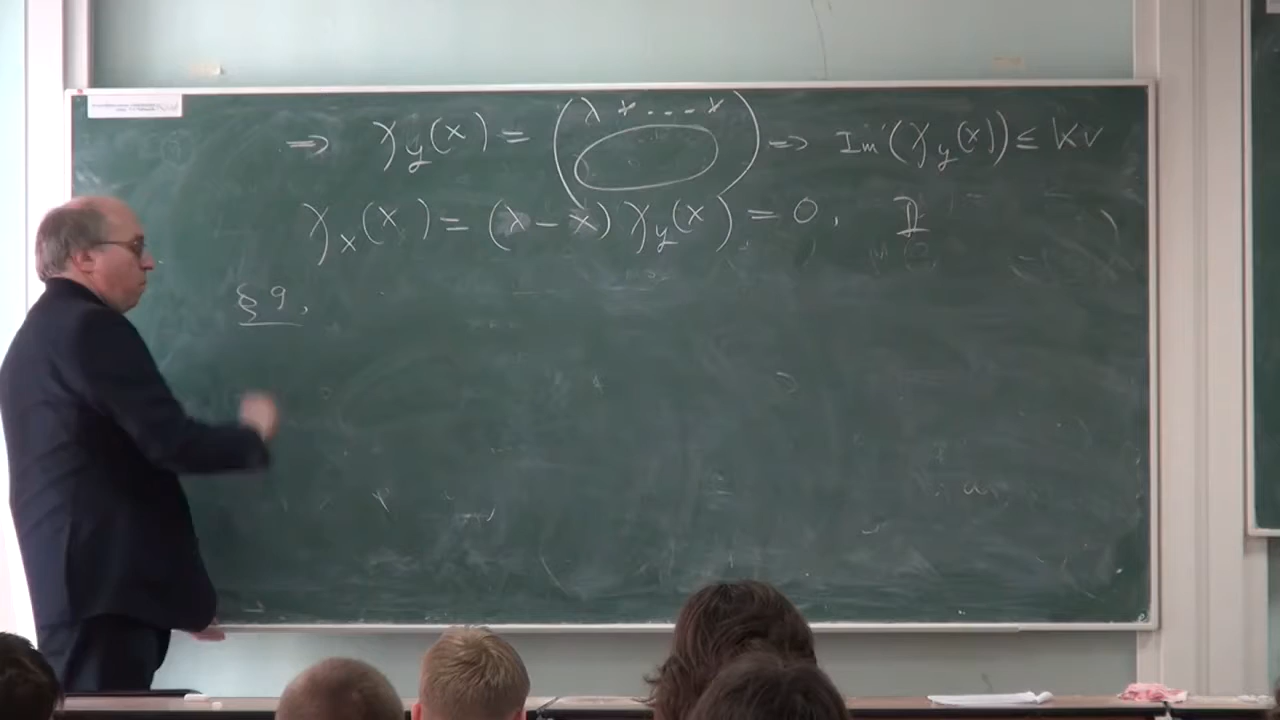 ⇒ χ_y(x) = (λ * ... *) ⇒ Im(χ_y(x)) ≤ Kv
χ_x(x) = (λ - x) χ_y(x) = 0.
§ 9.